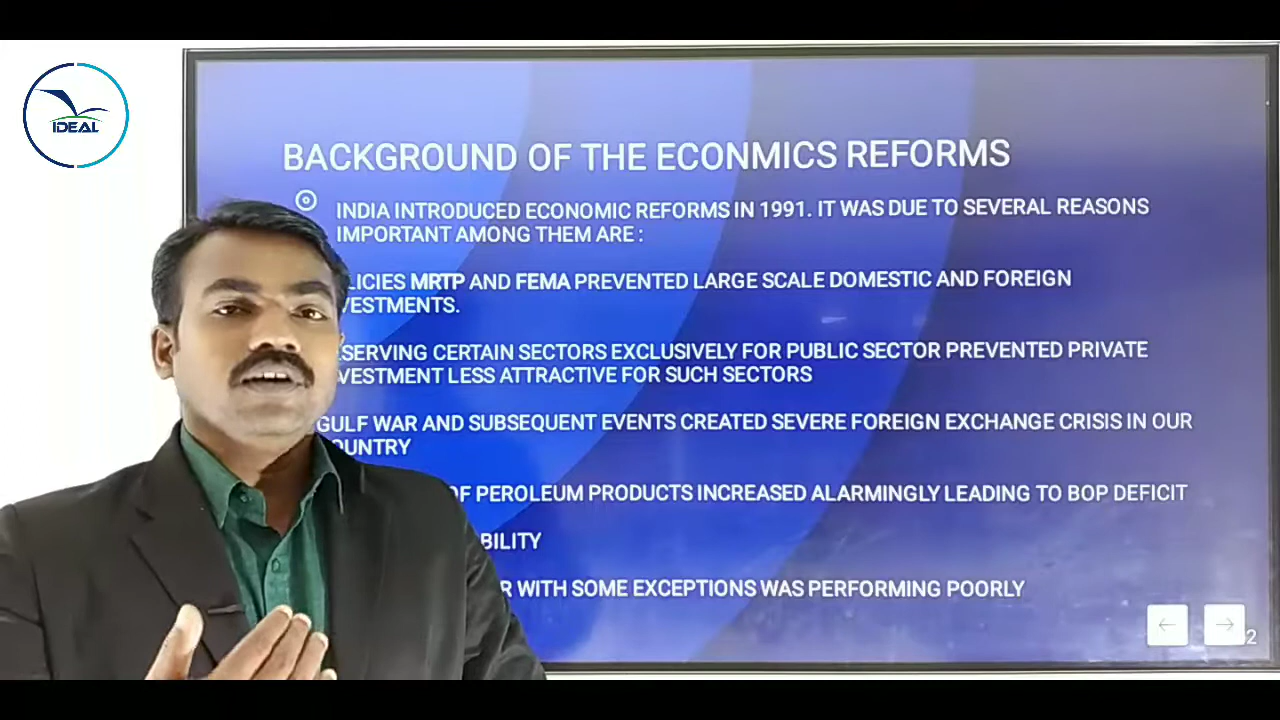 IDEAL
BACKGROUND OF THE ECONMICS REFORMS
INDIA INTRODUCED ECONOMIC REFORMS IN 1991. IT WAS DUE TO SEVERAL REASONS
IMPORTANT AMONG THEM ARE :
LICIES MRTP AND FEMA PREVENTED LARGE SCALE DOMESTIC AND FOREIGN
VESTMENTS.
SERVING CERTAIN SECTORS EXCLUSIVELY FOR PUBLIC SECTOR PREVENTED PRIVATE
VESTMENT LESS ATTRACTIVE FOR SUCH SECTORS
GULF WAR AND SUBSEQUENT EVENTS CREATED SEVERE FOREIGN EXCHANGE CRISIS IN OUR
OUNTRY
OF PEROLEUM PRODUCTS INCREASED ALARMINGLY LEADING TO BOP DEFICIT
BILITY
R WITH SOME EXCEPTIONS WAS PERFORMING POORLY
2